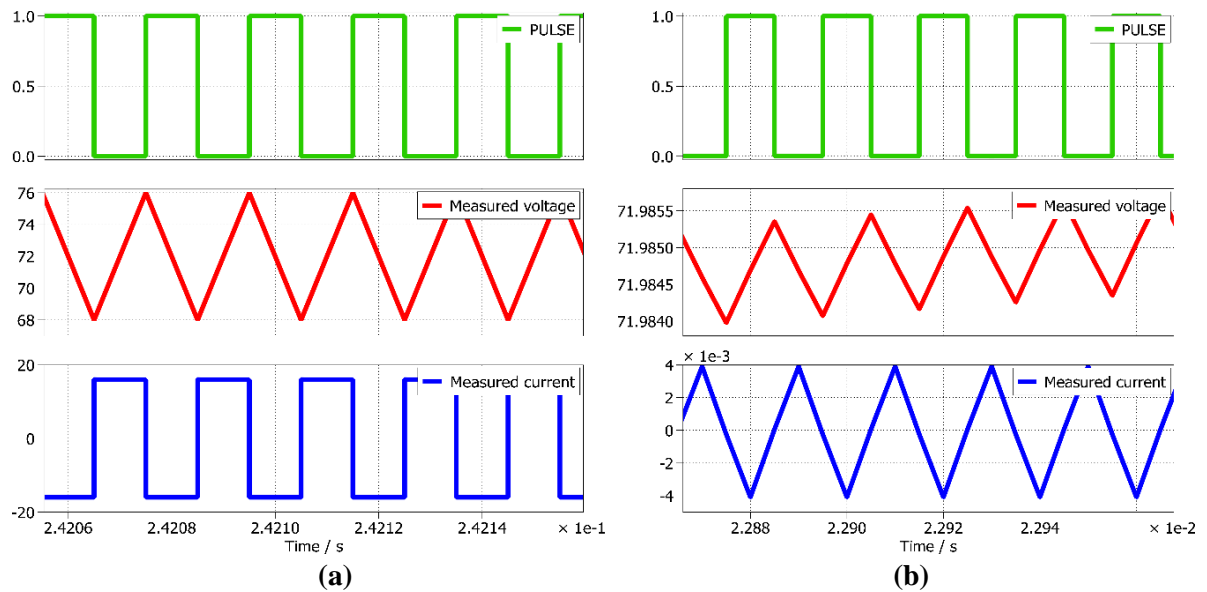 1.0
PULSE
0.5
0.0
76
Measured voltage
74
72
70
68
20
Measured current
0
-20
2.4206 2.4208 2.4210 2.4212 2.4214 × 1e-1
Time / s
(a)
1.0
PULSE
0.5
0.0
71.9855
Measured voltage
71.9850
71.9845
71.9840
× 1e-3
4
Measured current
2
0
-2
-4
2.288 2.290 2.292 2.294 × 1e-2
Time / s
(b)